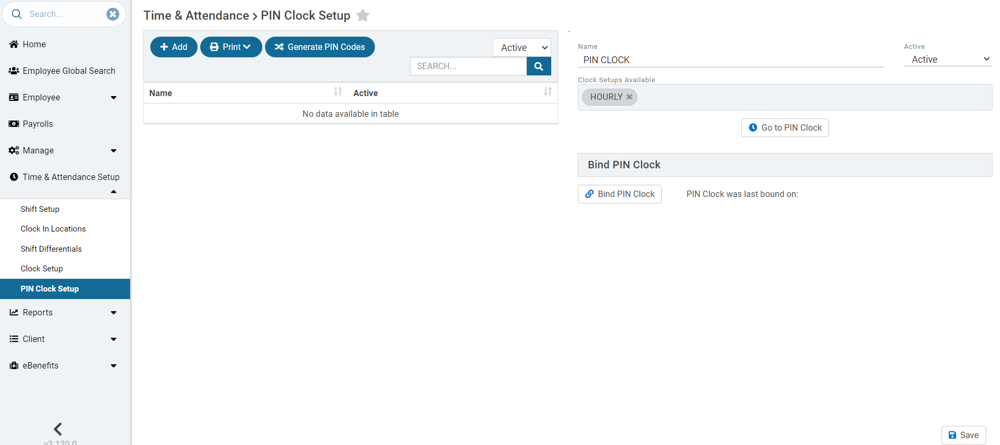 Search...
Home
Employee Global Search
Employee
Payrolls
Manage
Time & Attendance Setup
Shift Setup
Clock In Locations
Shift Differentials
Clock Setup
PIN Clock Setup
Reports
Client
eBenefits
v3.120.0
Time & Attendance > PIN Clock Setup
Add
Print
Generate PIN Codes
Active
SEARCH...
Name Active
No data available in table
Name Active
PIN CLOCK Active
Clock Setups Available
HOURLY
Go to PIN Clock
Bind PIN Clock
Bind PIN Clock PIN Clock was last bound on:
Save